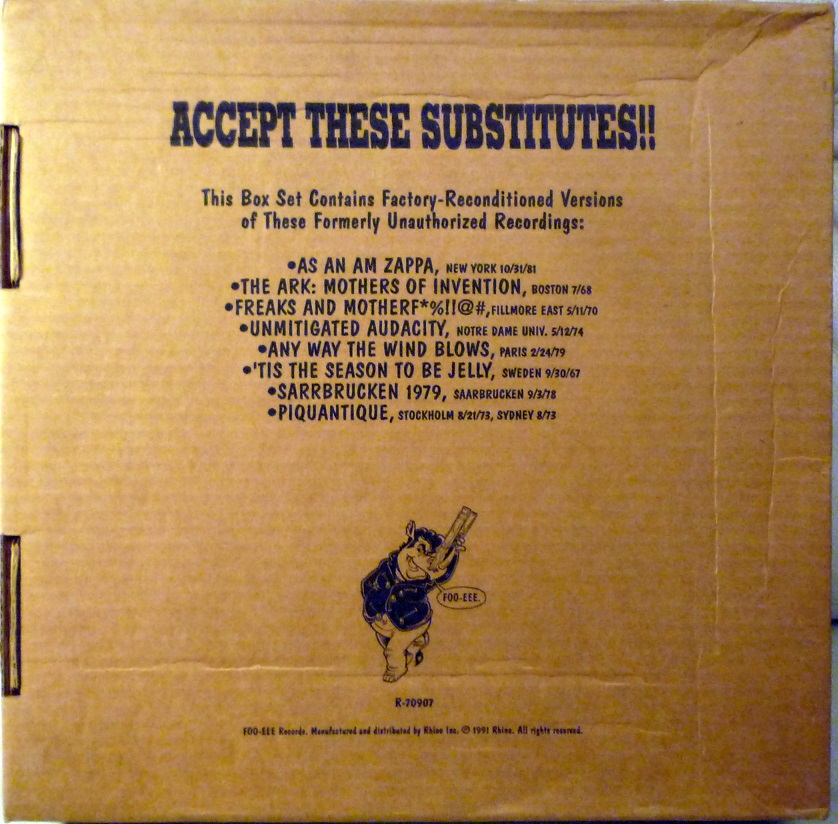 ACCEPT THESE SUBSTITUTES!!
This Box Set Contains Factory-Reconditioned Versions
of These Formerly Unauthorized Recordings:
•AS AN AM ZAPPA, NEW YORK 10/31/81
•THE ARK: MOTHERS OF INVENTION, BOSTON 7/68
•FREAKS AND MOTHERF*%!!@#, FILLMORE EAST 5/11/70
•UNMITIGATED AUDACITY, NOTRE DAME UNIV. 5/12/74
•ANY WAY THE WIND BLOWS, PARIS 2/24/79
•'TIS THE SEASON TO BE JELLY, SWEDEN 9/30/67
•SARRBRUCKEN 1979, SAARBRUCKEN 9/3/78
•PIQUANTIQUE, STOCKHOLM 8/21/73, SYDNEY 8/73
FOO-EEE.
R-70907
FOO-EEE Records. Manufactured and distributed by Rhino Inc. ℗ 1991 Rhino. All rights reserved.